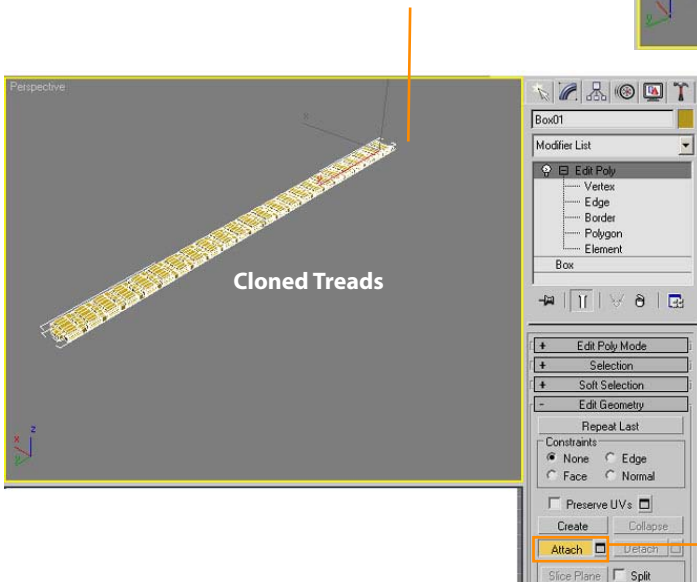 Perspective
Cloned Treads
z
x
y
Box01
Modifier List
Edit Poly
Vertex
Edge
Border
Polygon
Element
Box
+ Edit Poly Mode
+ Selection
+ Soft Selection
- Edit Geometry
Repeat Last
Constraints
None Edge
Face Normal
Preserve UVs
Create Collapse
Attach Detach
Slice Plane Split